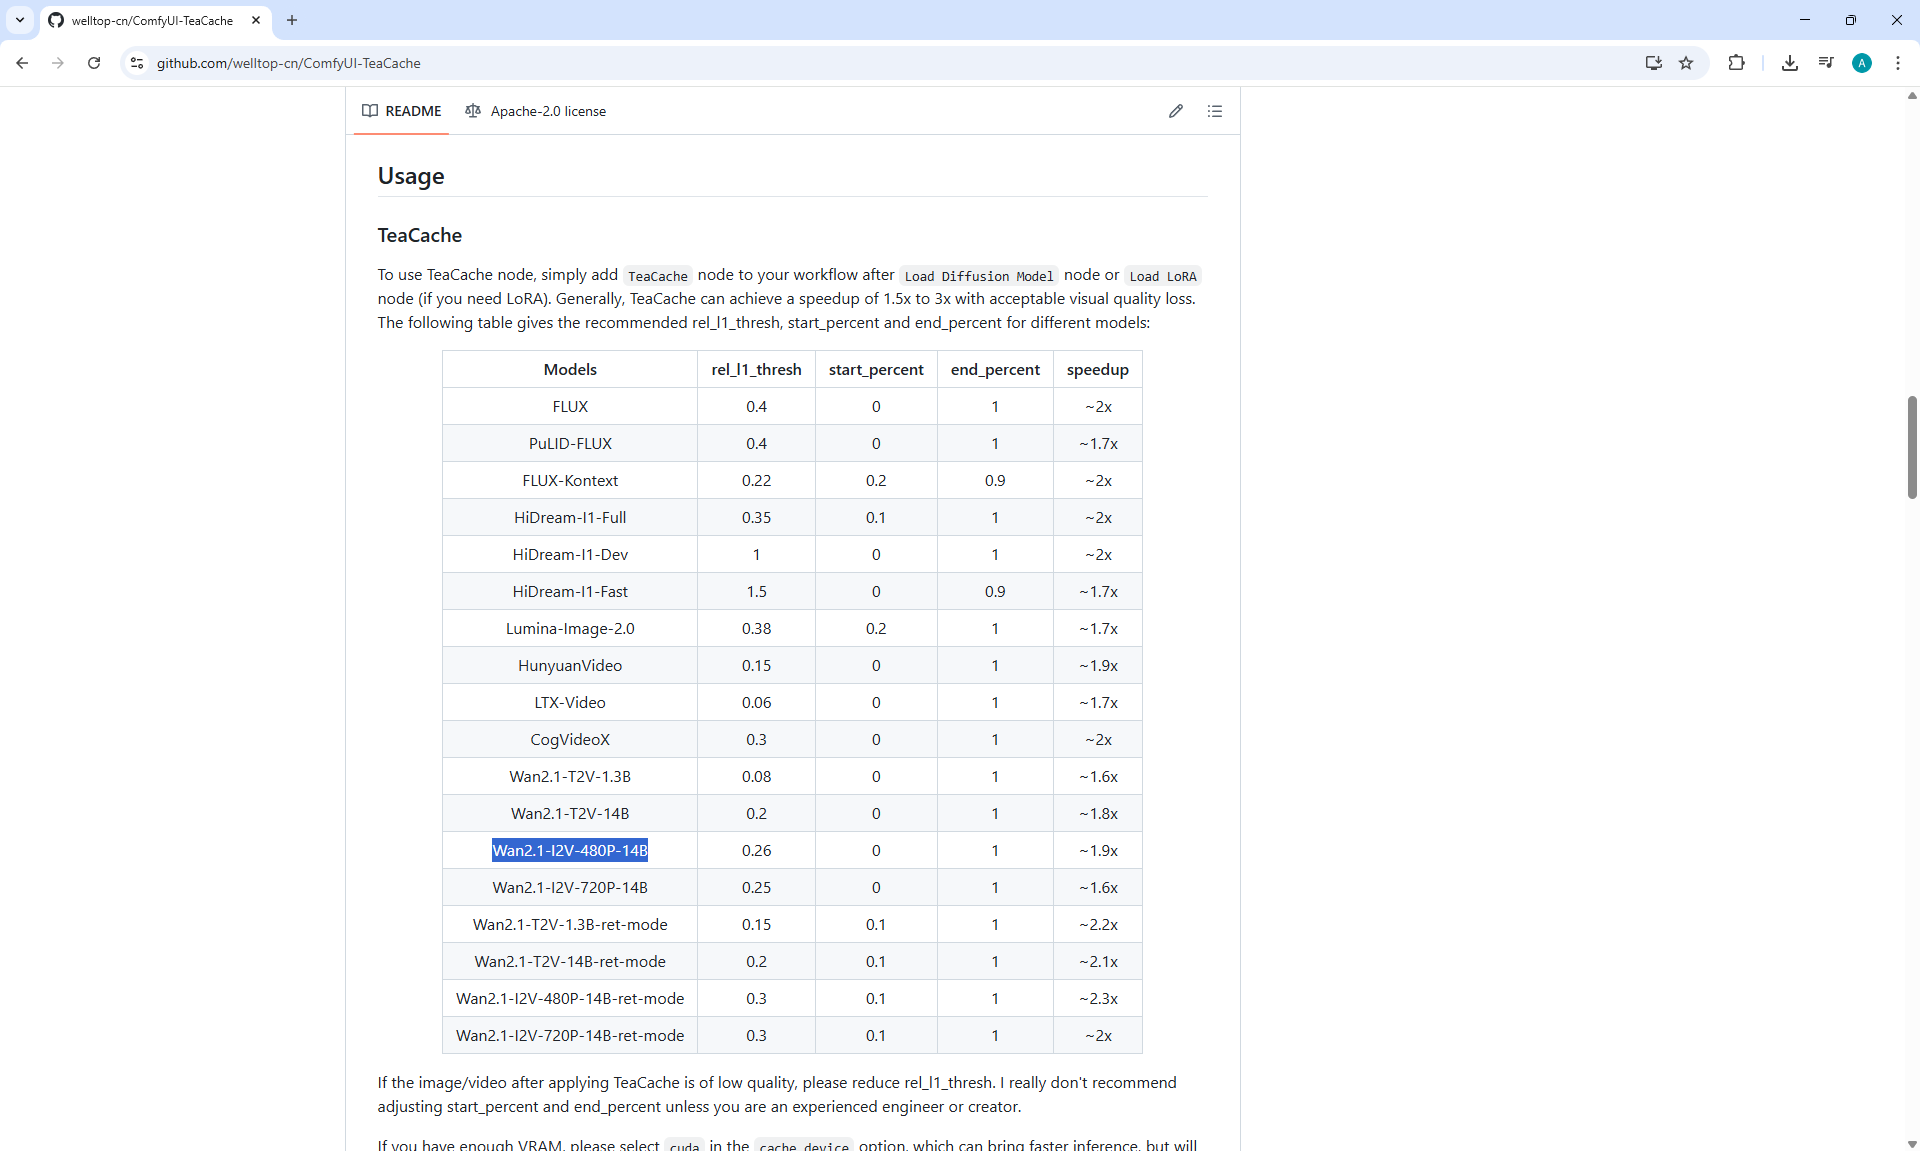 welltop-cn/ComfyUI-TeaCache
github.com/welltop-cn/ComfyUI-TeaCache
A
README
Apache-2.0 license
Usage
TeaCache
To use TeaCache node, simply add TeaCache node to your workflow after Load Diffusion Model node or Load LoRA
node (if you need LoRA). Generally, TeaCache can achieve a speedup of 1.5x to 3x with acceptable visual quality loss.
The following table gives the recommended rel_l1_thresh, start_percent and end_percent for different models:
Models rel_l1_thresh start_percent end_percent speedup
FLUX 0.4 0 1 ~2x
PuLID-FLUX 0.4 0 1 ~1.7x
FLUX-Kontext 0.22 0.2 0.9 ~2x
HiDream-I1-Full 0.35 0.1 1 ~2x
HiDream-I1-Dev 1 0 1 ~2x
HiDream-I1-Fast 1.5 0 0.9 ~1.7x
Lumina-Image-2.0 0.38 0.2 1 ~1.7x
HunyuanVideo 0.15 0 1 ~1.9x
LTX-Video 0.06 0 1 ~1.7x
CogVideoX 0.3 0 1 ~2x
Wan2.1-T2V-1.3B 0.08 0 1 ~1.6x
Wan2.1-T2V-14B 0.2 0 1 ~1.8x
Wan2.1-I2V-480P-14B 0.26 0 1 ~1.9x
Wan2.1-I2V-720P-14B 0.25 0 1 ~1.6x
Wan2.1-T2V-1.3B-ret-mode 0.15 0.1 1 ~2.2x
Wan2.1-T2V-14B-ret-mode 0.2 0.1 1 ~2.1x
Wan2.1-I2V-480P-14B-ret-mode 0.3 0.1 1 ~2.3x
Wan2.1-I2V-720P-14B-ret-mode 0.3 0.1 1 ~2x
If the image/video after applying TeaCache is of low quality, please reduce rel_l1_thresh. I really don't recommend
adjusting start_percent and end_percent unless you are an experienced engineer or creator.
If you have enough VRAM, please select cuda in the cache_device option, which can bring faster inference, but will